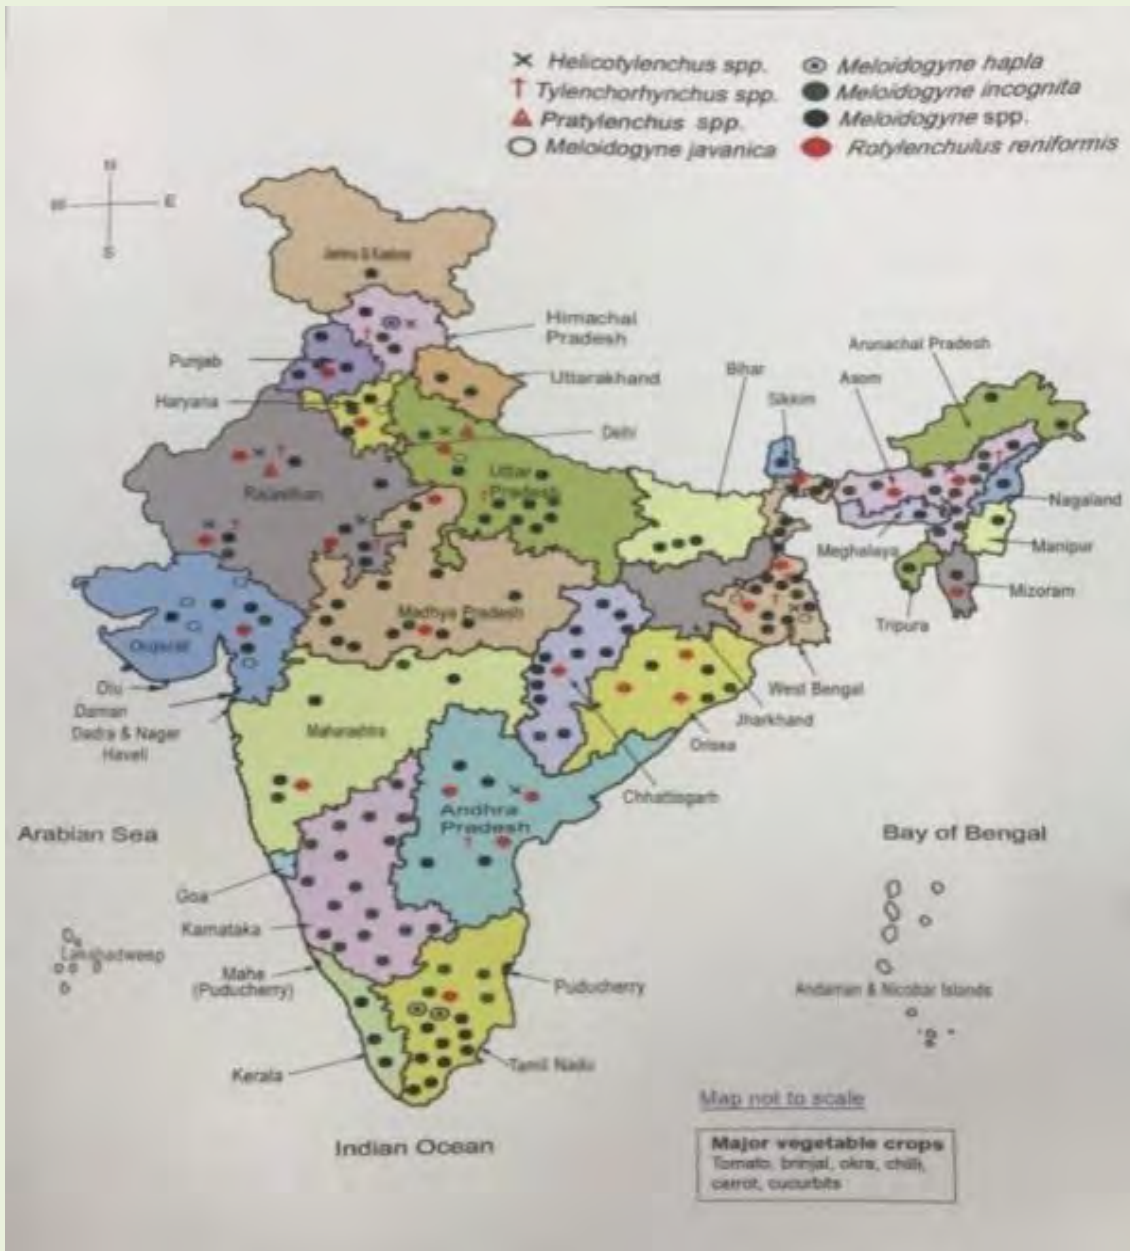 Helicotylenchus spp.
Tylenchorhynchus spp.
Pratylenchus spp.
Meloidogyne javanica
Meloidogyne hapla
Meloidogyne incognita
Meloidogyne spp.
Rotylenchulus reniformis
N
E
S
Jammu & Kashmir
Himachal
Pradesh
Punjab
Uttarakhand
Haryana
Delhi
Bihar
Sikkim
Arunachal Pradesh
Asom
Rajasthan
Uttar
Pradesh
Nagaland
Meghalaya
Manipur
Mizoram
Tripura
Madhya Pradesh
Gujarat
Diu
Daman
Dadra & Nagar
Haveli
Maharashtra
West Bengal
Jharkhand
Orissa
Chhattisgarh
Andhra
Pradesh
Arabian Sea
Bay of Bengal
Goa
Karnataka
Lakshadweep
Mahe
(Puducherry)
Puducherry
Andaman & Nicobar Islands
Kerala
Tamil Nadu
Map not to scale
Indian Ocean
Major vegetable crops
Tomato, brinjal, okra, chilli,
carrot, cucurbits